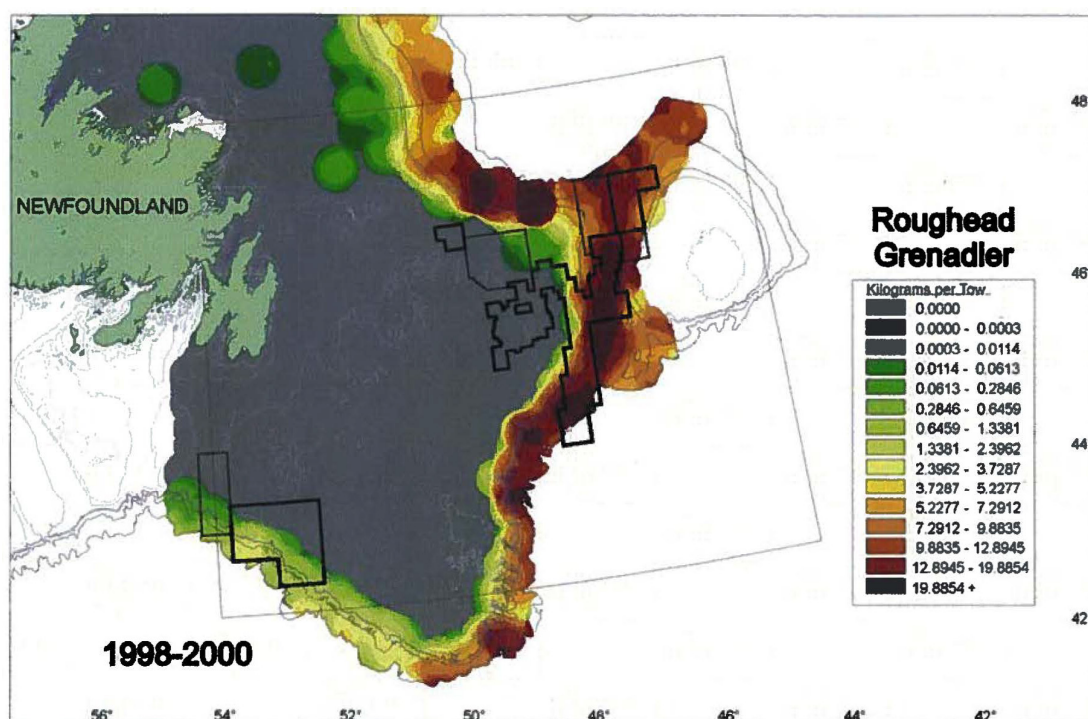 48
NEWFOUNDLAND
Roughhead
Grenadier
46
Kilograms per Tow
0.0000
0.0000 - 0.0003
0.0003 - 0.0114
0.0114 - 0.0613
0.0613 - 0.2846
0.2846 - 0.6459
0.6459 - 1.3381
1.3381 - 2.3962
2.3962 - 3.7287
3.7287 - 5.2277
5.2277 - 7.2912
7.2912 - 9.8835
9.8835 - 12.8945
12.8945 - 19.8854
19.8854 +
44
42
1998-2000
56° 54° 52° 50° 48° 46° 44° 42°